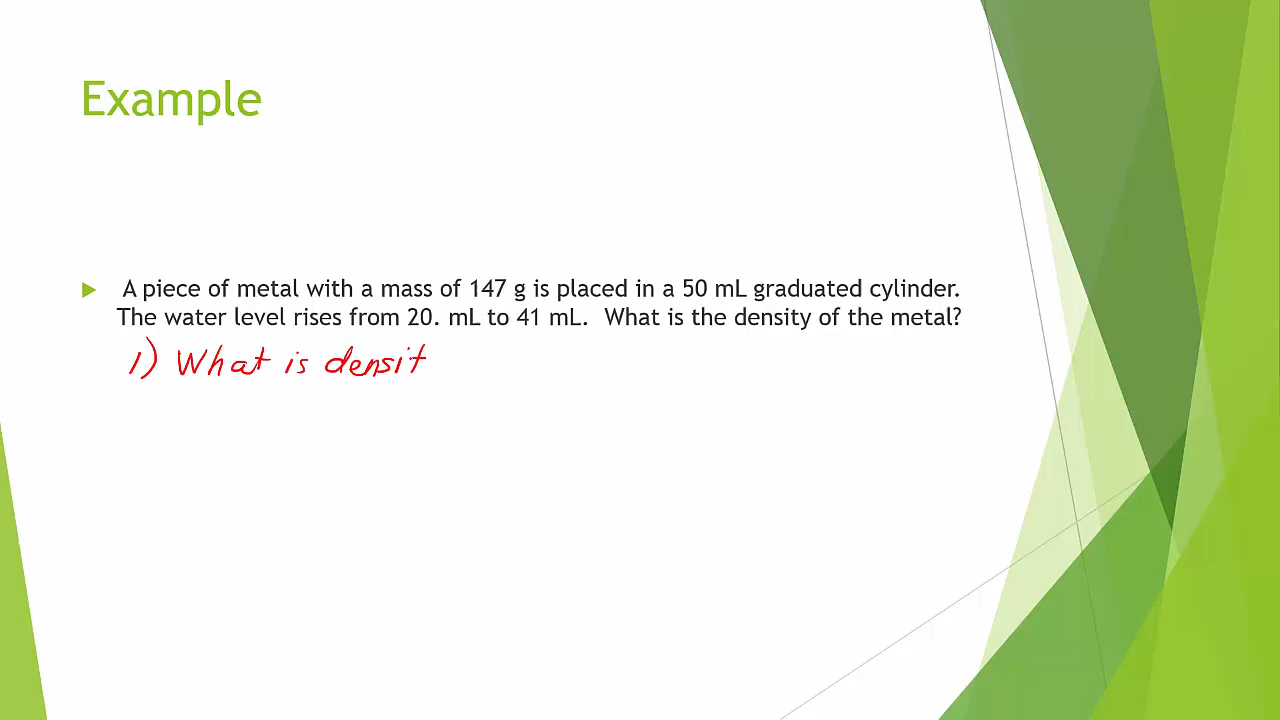 Example
A piece of metal with a mass of 147 g is placed in a 50 mL graduated cylinder.
The water level rises from 20. mL to 41 mL. What is the density of the metal?
1) What is densit